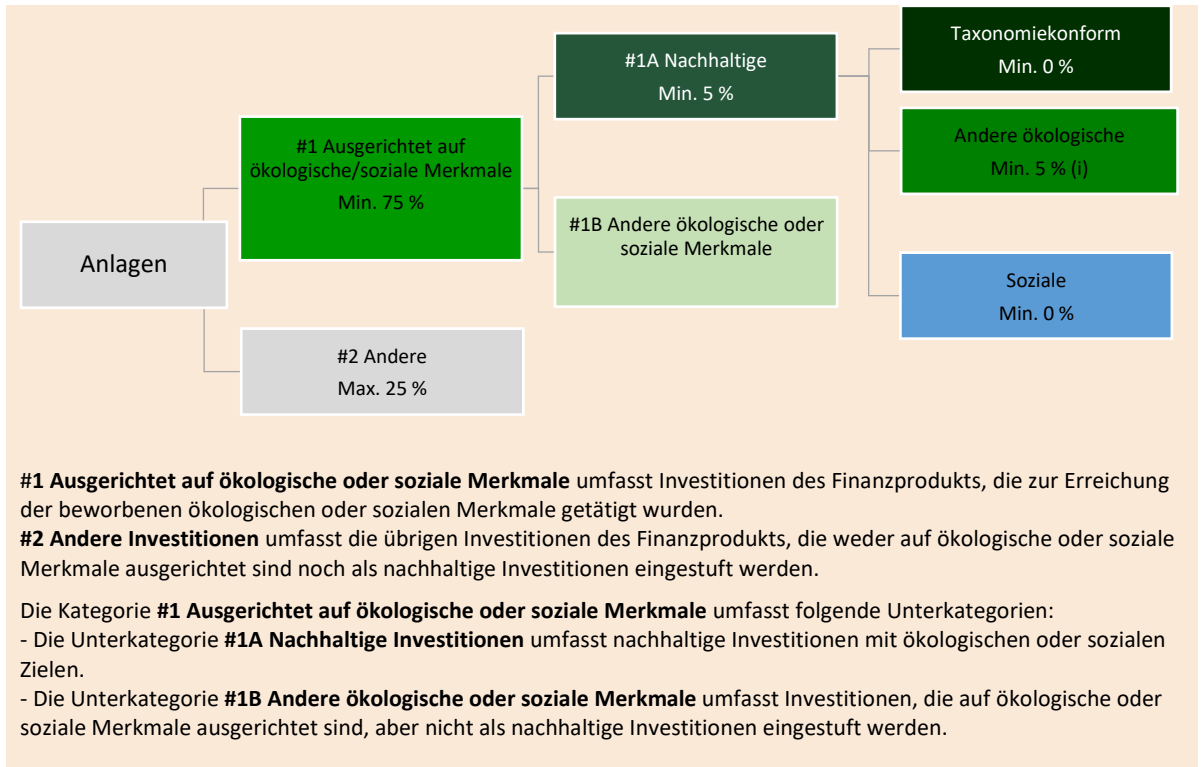 Taxonomiekonform
Min. 0 %
#1A Nachhaltige
Min. 5 %
Andere ökologische
Min. 5 % (i)
#1 Ausgerichtet auf
ökologische/soziale Merkmale
Min. 75 %
#1B Andere ökologische oder
soziale Merkmale
Anlagen
Soziale
Min. 0 %
#2 Andere
Max. 25 %
#1 Ausgerichtet auf ökologische oder soziale Merkmale umfasst Investitionen des Finanzprodukts, die zur Erreichung
der beworbenen ökologischen oder sozialen Merkmale getätigt wurden.
#2 Andere Investitionen umfasst die übrigen Investitionen des Finanzprodukts, die weder auf ökologische oder soziale
Merkmale ausgerichtet sind noch als nachhaltige Investitionen eingestuft werden.
Die Kategorie #1 Ausgerichtet auf ökologische oder soziale Merkmale umfasst folgende Unterkategorien:
- Die Unterkategorie #1A Nachhaltige Investitionen umfasst nachhaltige Investitionen mit ökologischen oder sozialen
Zielen.
- Die Unterkategorie #1B Andere ökologische oder soziale Merkmale umfasst Investitionen, die auf ökologische oder
soziale Merkmale ausgerichtet sind, aber nicht als nachhaltige Investitionen eingestuft werden.